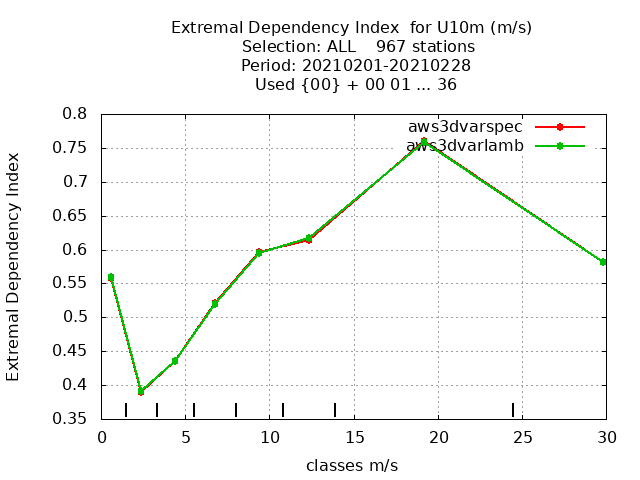 Extremal Dependency Index  for U10m (m/s)
Selection: ALL    967 stations
Period: 20210201-20210228
Used {00} + 00 01 ... 36
aws3dvarspec
aws3dvarlamb
Extremal Dependency Index
0.8
0.75
0.7
0.65
0.6
0.55
0.5
0.45
0.4
0.35
0 5 10 15 20 25 30
classes m/s